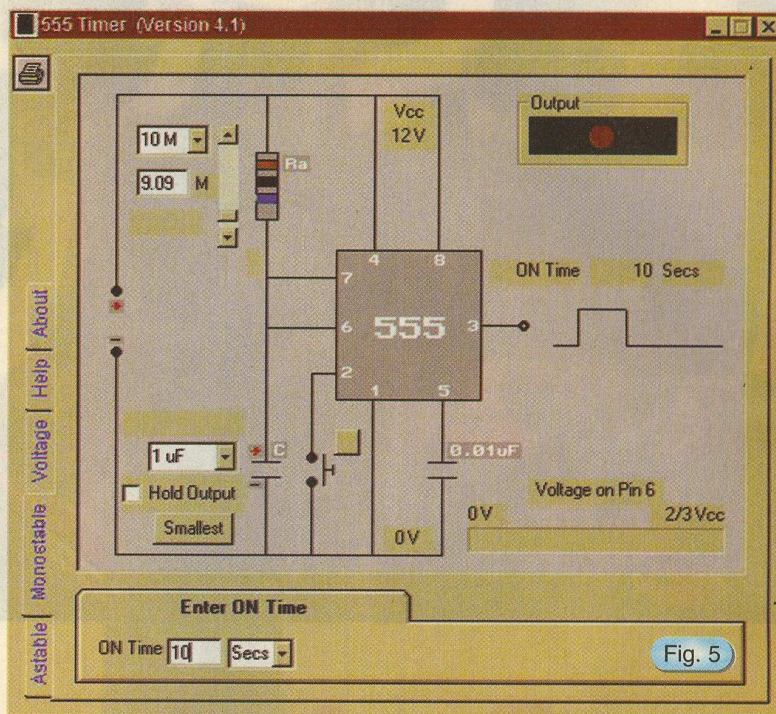 555 Timer (Version 4.1)
Output
Vcc
12V
10 M
9.09 M
Ra
4 8
7
6
555
3
2
1 5
ON Time 10 Secs
About
Help
Voltage
Monostable
Astable
1 uF
C
0.01uF
Hold Output
Smallest
0V
Voltage on Pin 6
0V 2/3Vcc
Enter ON Time
ON Time 10 Secs
Fig. 5